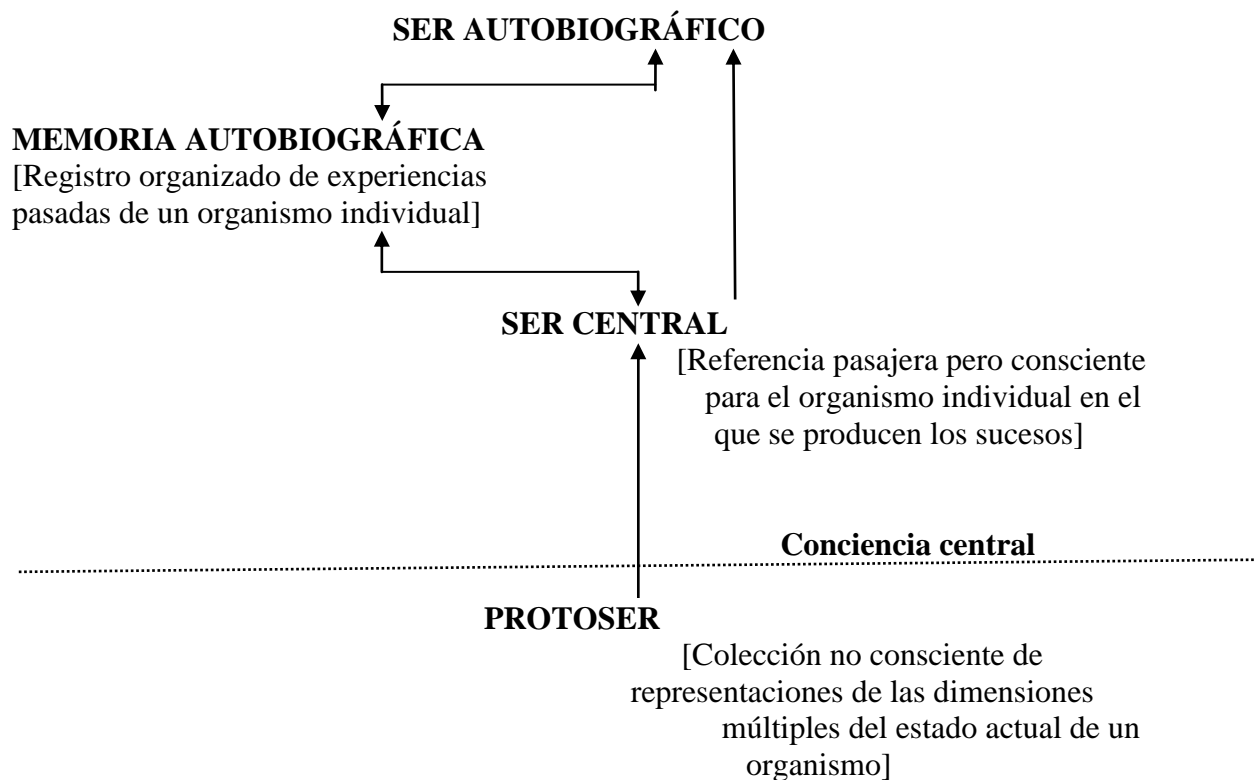 SER AUTOBIOGRÁFICO
MEMORIA AUTOBIOGRÁFICA
[Registro organizado de experiencias
pasadas de un organismo individual]
SER CENTRAL
[Referencia pasajera pero consciente
para el organismo individual en el
que se producen los sucesos]
Conciencia central
PROTOSER
[Colección no consciente de
representaciones de las dimensiones
múltiples del estado actual de un
organismo]